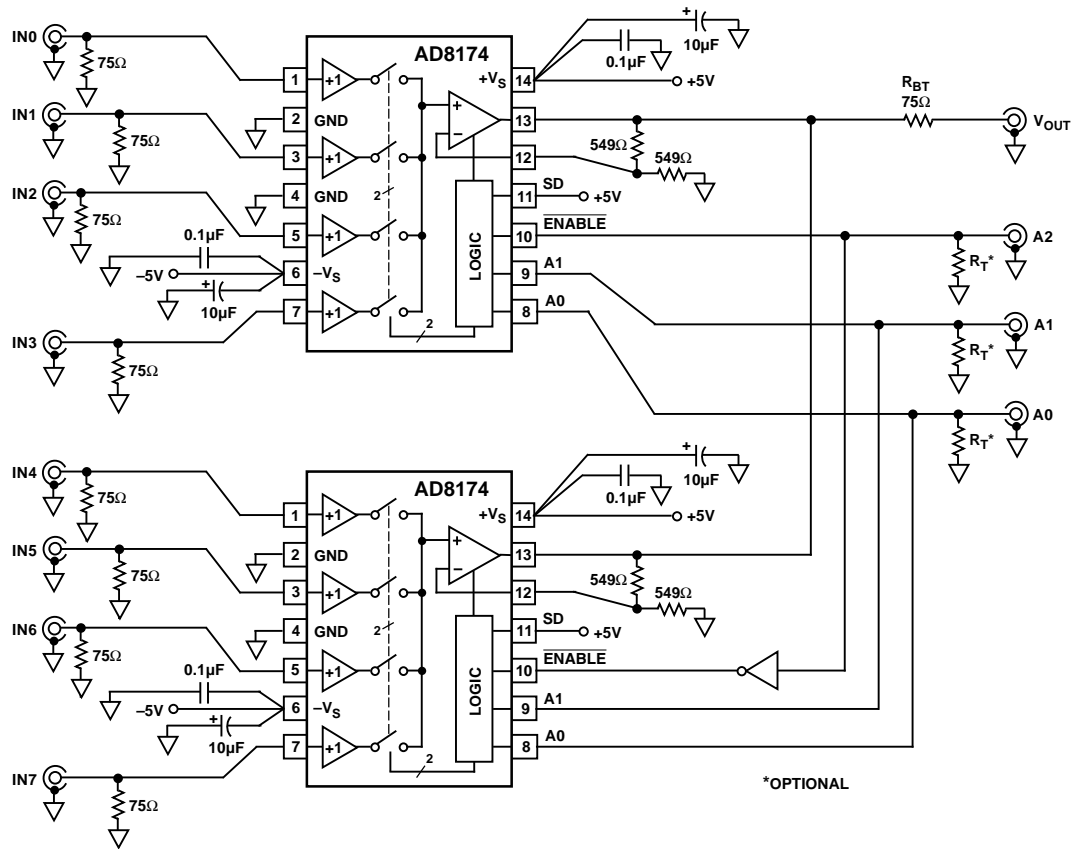 IN0
75Ω
IN1
75Ω
IN2
75Ω
0.1µF
–5V
10µF
+
IN3
75Ω
AD8174
1 +1
2 GND
3 +1
4 GND
5 +1
6 –VS
7 +1
2
2
+
–
LOGIC
+VS 14
13
12
11 SD
10 ENABLE
9 A1
8 A0
+
10µF
0.1µF
+5V
549Ω
549Ω
+5V
RBT
75Ω
VOUT
A2
RT*
A1
RT*
A0
RT*
IN4
75Ω
IN5
75Ω
IN6
75Ω
0.1µF
–5V
10µF
+
IN7
75Ω
AD8174
1 +1
2 GND
3 +1
4 GND
5 +1
6 –VS
7 +1
2
2
+
–
LOGIC
+VS 14
13
12
11 SD
10 ENABLE
9 A1
8 A0
+
10µF
0.1µF
+5V
549Ω
549Ω
+5V
*OPTIONAL